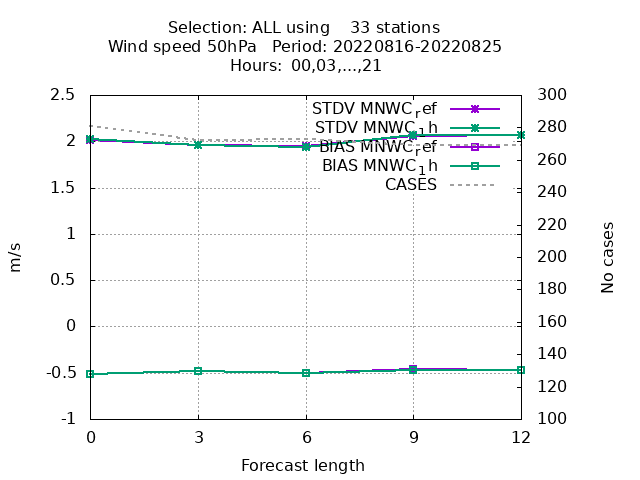 Selection: ALL using    33 stations
Wind speed 50hPa   Period: 20220816-20220825
Hours:  00,03,...,21
2.5
2
1.5
1
0.5
0
-0.5
-1
m/s
STDV MNWC_ref
STDV MNWC_1h
BIAS MNWC_ref
BIAS MNWC_1h
CASES
300
280
260
240
220
200
180
160
140
120
100
No cases
0 3 6 9 12
Forecast length